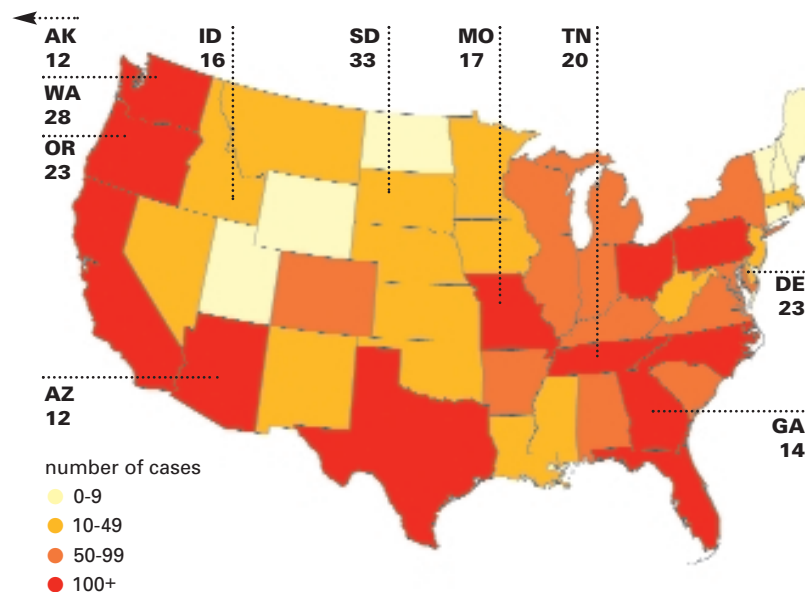 AK
12
ID
16
SD
33
MO
17
TN
20
WA
28
OR
23
DE
23
AZ
12
GA
14
number of cases
0-9
10-49
50-99
100+